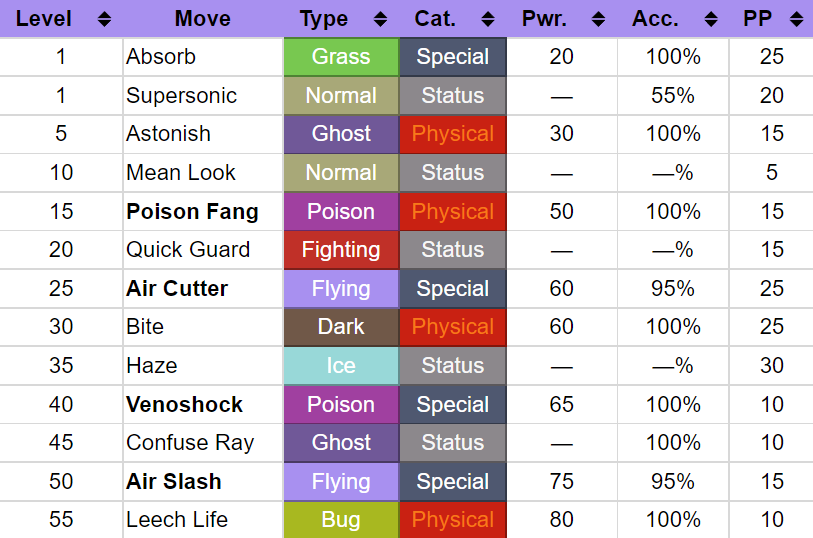 Level Move Type Cat. Pwr. Acc. PP
1 Absorb Grass Special 20 100% 25
1 Supersonic Normal Status — 55% 20
5 Astonish Ghost Physical 30 100% 15
10 Mean Look Normal Status — —% 5
15 Poison Fang Poison Physical 50 100% 15
20 Quick Guard Fighting Status — —% 15
25 Air Cutter Flying Special 60 95% 25
30 Bite Dark Physical 60 100% 25
35 Haze Ice Status — —% 30
40 Venoshock Poison Special 65 100% 10
45 Confuse Ray Ghost Status — 100% 10
50 Air Slash Flying Special 75 95% 15
55 Leech Life Bug Physical 80 100% 10